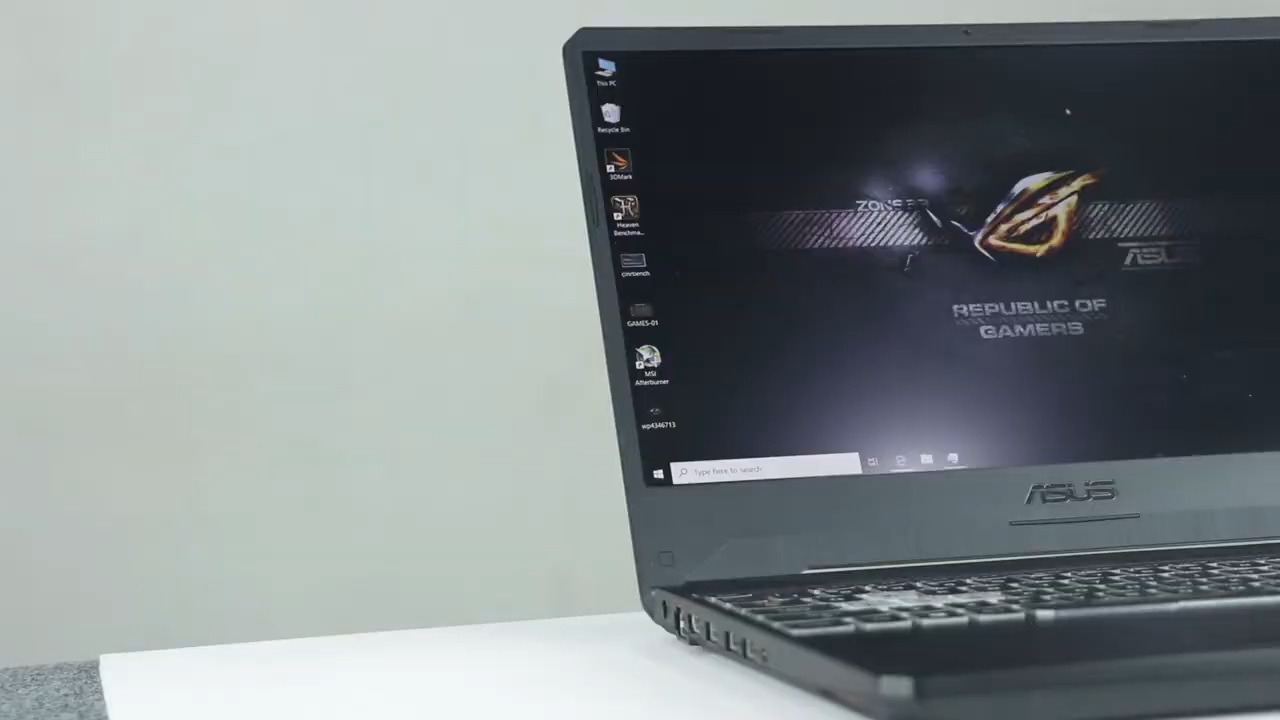 This PC
Recycle Bin
3DMark
Heaven
Benchma...
cinebench
GAMES-01
MSI
Afterburner
wp4346713
Type here to search
ASUS
REPUBLIC OF
GAMERS
ASUS